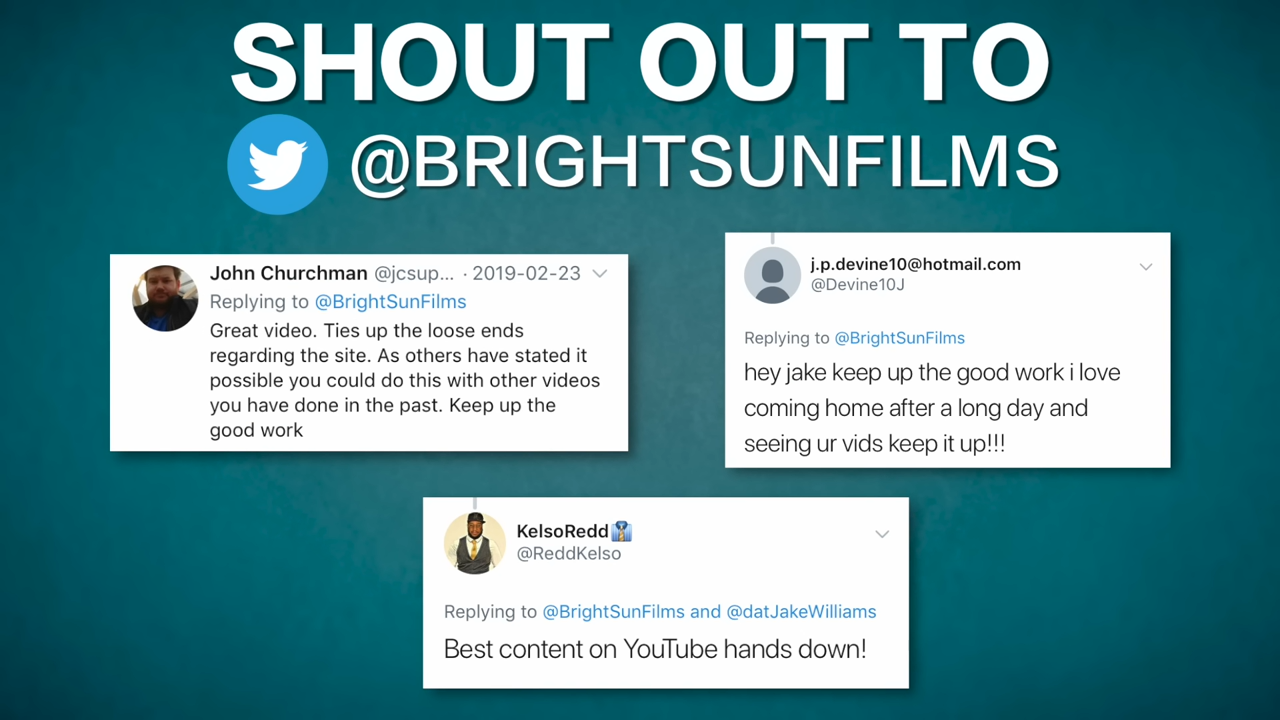 SHOUT OUT TO
@BRIGHTSUNFILMS
John Churchman @jcsup... · 2019-02-23
Replying to @BrightSunFilms
Great video. Ties up the loose ends
regarding the site. As others have stated it
possible you could do this with other videos
you have done in the past. Keep up the
good work
j.p.devine10@hotmail.com
@Devine10J
Replying to @BrightSunFilms
hey jake keep up the good work i love
coming home after a long day and
seeing ur vids keep it up!!!
KelsoRedd👔
@ReddKelso
Replying to @BrightSunFilms and @datJakeWilliams
Best content on YouTube hands down!